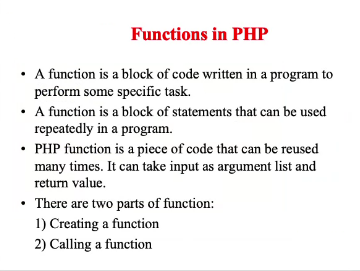 Functions in PHP
• A function is a block of code written in a program to
perform some specific task.
• A function is a block of statements that can be used
repeatedly in a program.
• PHP function is a piece of code that can be reused
many times. It can take input as argument list and
return value.
• There are two parts of function:
1) Creating a function
2) Calling a function